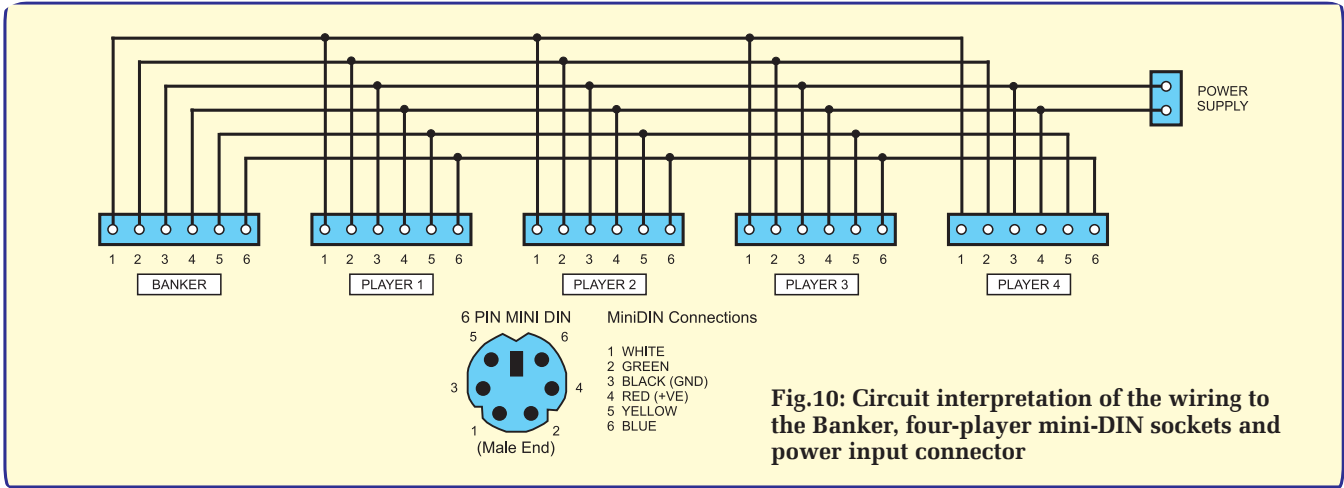 POWER
SUPPLY
1 2 3 4 5 6
1 2 3 4 5 6
1 2 3 4 5 6
1 2 3 4 5 6
1 2 3 4 5 6
BANKER
PLAYER 1
PLAYER 2
PLAYER 3
PLAYER 4
6 PIN MINI DIN
5 6
3 4
1 2
(Male End)
MiniDIN Connections
1 WHITE
2 GREEN
3 BLACK (GND)
4 RED (+VE)
5 YELLOW
6 BLUE
Fig.10: Circuit interpretation of the wiring to
the Banker, four-player mini-DIN sockets and
power input connector